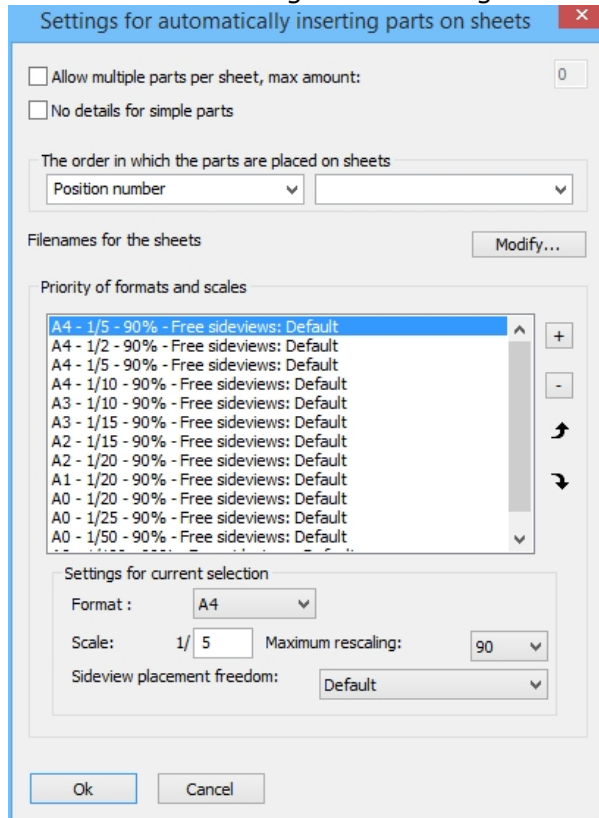 Settings for automatically inserting parts on sheets
Allow multiple parts per sheet, max amount: 0
No details for simple parts
The order in which the parts are placed on sheets
Position number
Filenames for the sheets Modify...
Priority of formats and scales
A4 - 1/5 - 90% - Free sideviews: Default
A4 - 1/2 - 90% - Free sideviews: Default
A4 - 1/5 - 90% - Free sideviews: Default
A4 - 1/10 - 90% - Free sideviews: Default
A3 - 1/10 - 90% - Free sideviews: Default
A3 - 1/15 - 90% - Free sideviews: Default
A2 - 1/15 - 90% - Free sideviews: Default
A2 - 1/20 - 90% - Free sideviews: Default
A1 - 1/20 - 90% - Free sideviews: Default
A0 - 1/20 - 90% - Free sideviews: Default
A0 - 1/25 - 90% - Free sideviews: Default
A0 - 1/50 - 90% - Free sideviews: Default
+
-
Settings for current selection
Format : A4
Scale: 1/ 5 Maximum rescaling: 90
Sideview placement freedom: Default
Ok Cancel